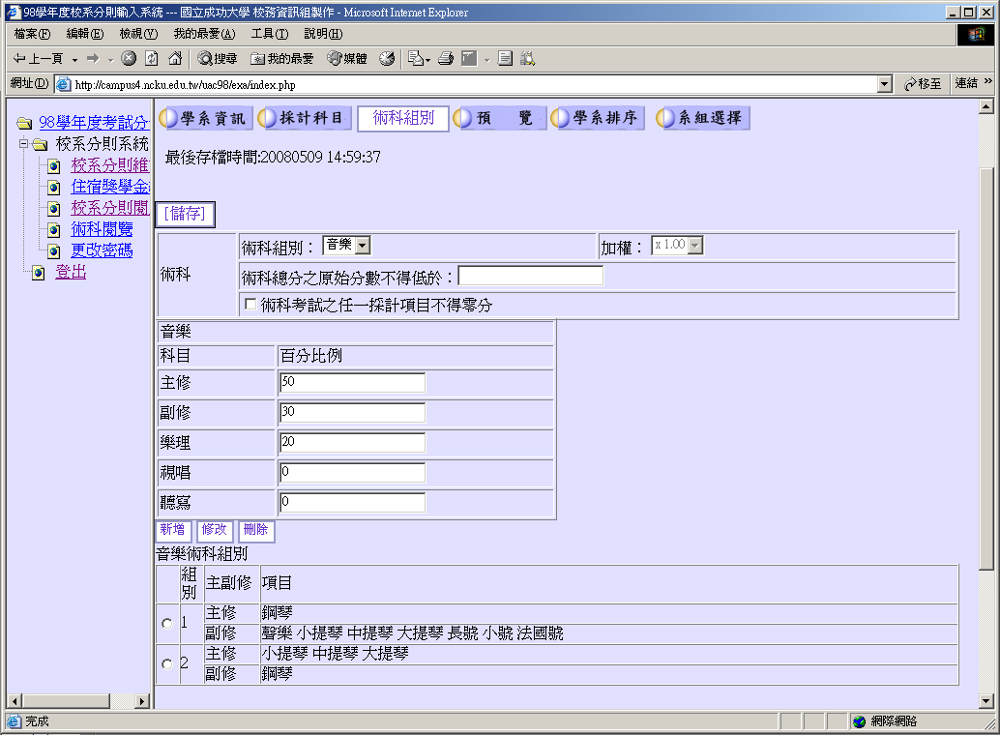 98學年度校系分則輸入系統 --- 國立成功大學 校務資訊組製作 - Microsoft Internet Explorer
檔案(F) 編輯(E) 檢視(V) 我的最愛(A) 工具(T) 說明(H)
上一頁 搜尋 我的最愛 媒體
網址(D) http://campus4.ncku.edu.tw/uac98/exa/index.php 移至 連結 »
98學年度考試分
校系分則系統
校系分則維
住宿獎學金
校系分則閱
術科閱覽
更改密碼
登出
學系資訊 採計科目 術科組別 預 覽 學系排序 系組選擇
最後存檔時間:20080509 14:59:37
[儲存]
術科
術科組別： 音樂 加權： x 1.00
術科總分之原始分數不得低於：
術科考試之任一採計項目不得零分
音樂
科目 百分比例
主修 50
副修 30
樂理 20
視唱 0
聽寫 0
新增 修改 刪除
音樂術科組別
組別 主副修 項目
1 主修 鋼琴
副修 聲樂 小提琴 中提琴 大提琴 長號 小號 法國號
2 主修 小提琴 中提琴 大提琴
副修 鋼琴
完成 網際網路